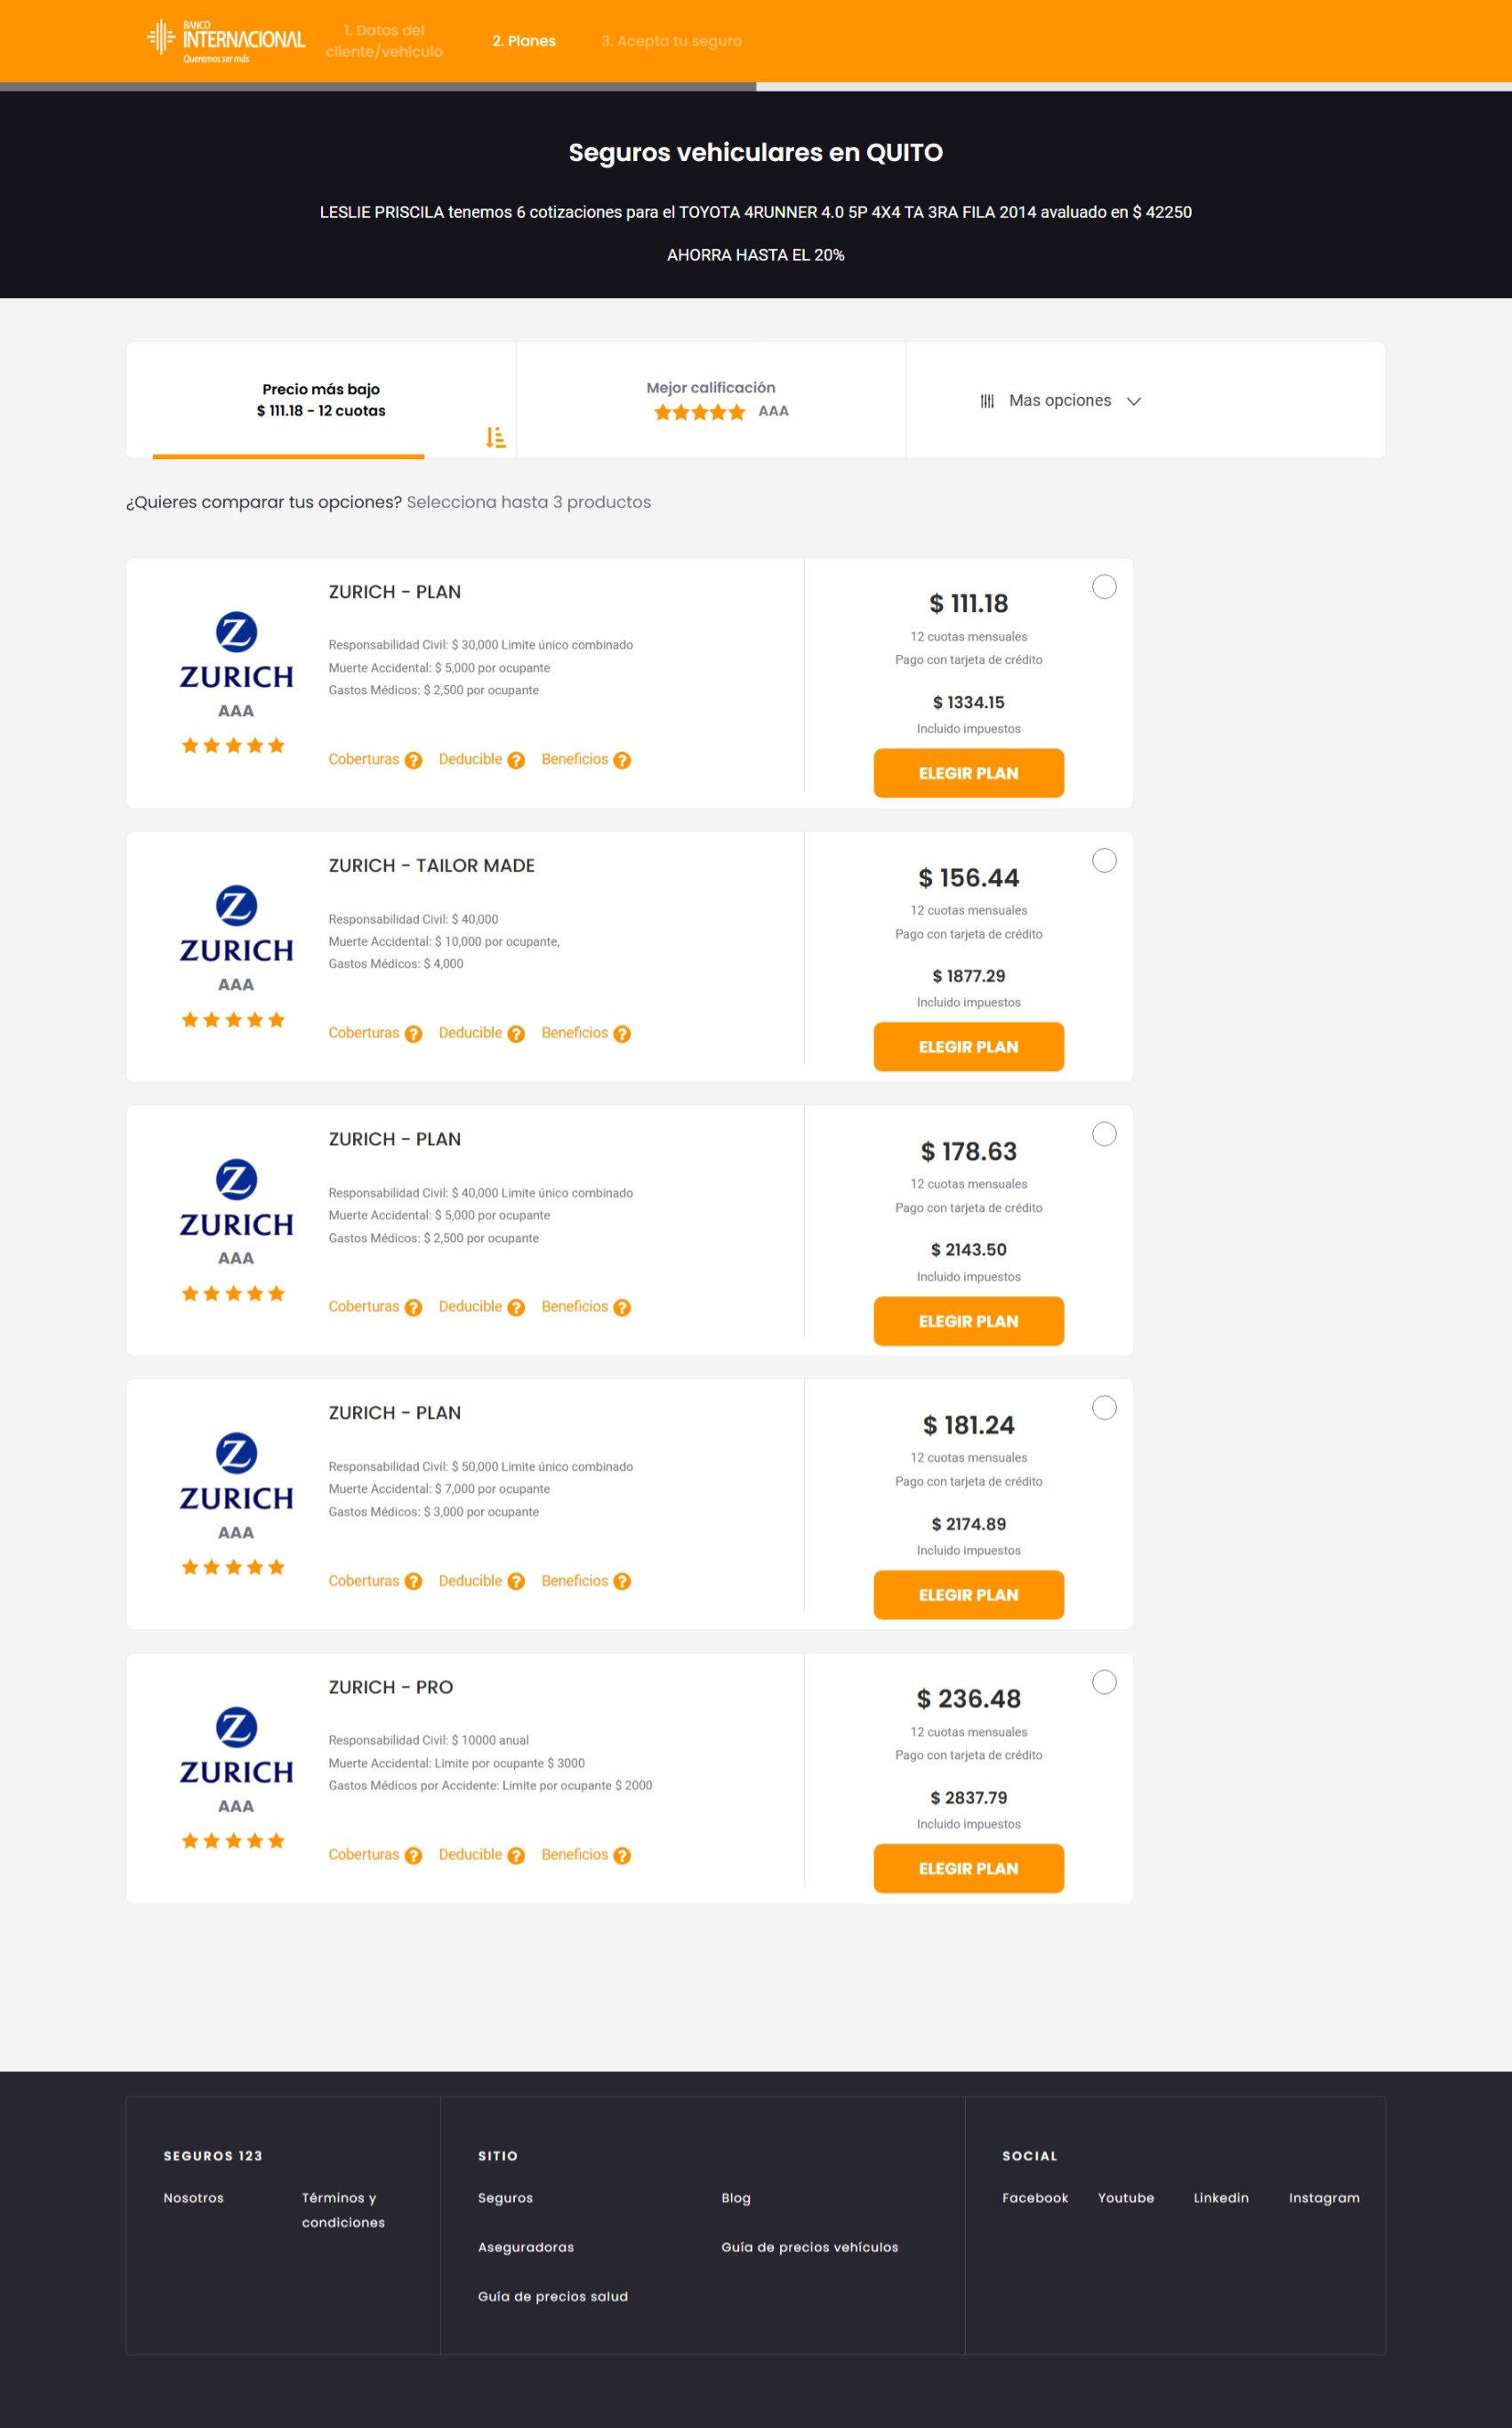 BANCO
INTERNACIONAL
Queremos ser más
1. Datos del
cliente/vehículo
2. Planes
3. Acepta tu seguro
Seguros vehiculares en QUITO
LESLIE PRISCILA tenemos 6 cotizaciones para el TOYOTA 4RUNNER 4.0 5P 4X4 TA 3RA FILA 2014 avaluado en $ 42250
AHORRA HASTA EL 20%
Precio más bajo
$ 111.18 - 12 cuotas
Mejor calificación
AAA
Mas opciones
¿Quieres comparar tus opciones? Selecciona hasta 3 productos
ZURICH - PLAN
Z
ZURICH
AAA
Responsabilidad Civil: $ 30,000 Limite único combinado
Muerte Accidental: $ 5,000 por ocupante
Gastos Médicos: $ 2,500 por ocupante
Coberturas ? Deducible ? Beneficios ?
$ 111.18
12 cuotas mensuales
Pago con tarjeta de crédito
$ 1334.15
Incluido impuestos
ELEGIR PLAN
ZURICH - TAILOR MADE
Z
ZURICH
AAA
Responsabilidad Civil: $ 40,000
Muerte Accidental: $ 10,000 por ocupante,
Gastos Médicos: $ 4,000
Coberturas ? Deducible ? Beneficios ?
$ 156.44
12 cuotas mensuales
Pago con tarjeta de crédito
$ 1877.29
Incluido impuestos
ELEGIR PLAN
ZURICH - PLAN
Z
ZURICH
AAA
Responsabilidad Civil: $ 40,000 Limite único combinado
Muerte Accidental: $ 5,000 por ocupante
Gastos Médicos: $ 2,500 por ocupante
Coberturas ? Deducible ? Beneficios ?
$ 178.63
12 cuotas mensuales
Pago con tarjeta de crédito
$ 2143.50
Incluido impuestos
ELEGIR PLAN
ZURICH - PLAN
Z
ZURICH
AAA
Responsabilidad Civil: $ 50,000 Limite único combinado
Muerte Accidental: $ 7,000 por ocupante
Gastos Médicos: $ 3,000 por ocupante
Coberturas ? Deducible ? Beneficios ?
$ 181.24
12 cuotas mensuales
Pago con tarjeta de crédito
$ 2174.89
Incluido impuestos
ELEGIR PLAN
ZURICH - PRO
Z
ZURICH
AAA
Responsabilidad Civil: $ 10000 anual
Muerte Accidental: Limite por ocupante $ 3000
Gastos Médicos por Accidente: Limite por ocupante $ 2000
Coberturas ? Deducible ? Beneficios ?
$ 236.48
12 cuotas mensuales
Pago con tarjeta de crédito
$ 2837.79
Incluido impuestos
ELEGIR PLAN
SEGUROS 123
Nosotros
Términos y
condiciones
SITIO
Seguros
Blog
Aseguradoras
Guía de precios vehículos
Guía de precios salud
SOCIAL
Facebook Youtube Linkedin Instagram